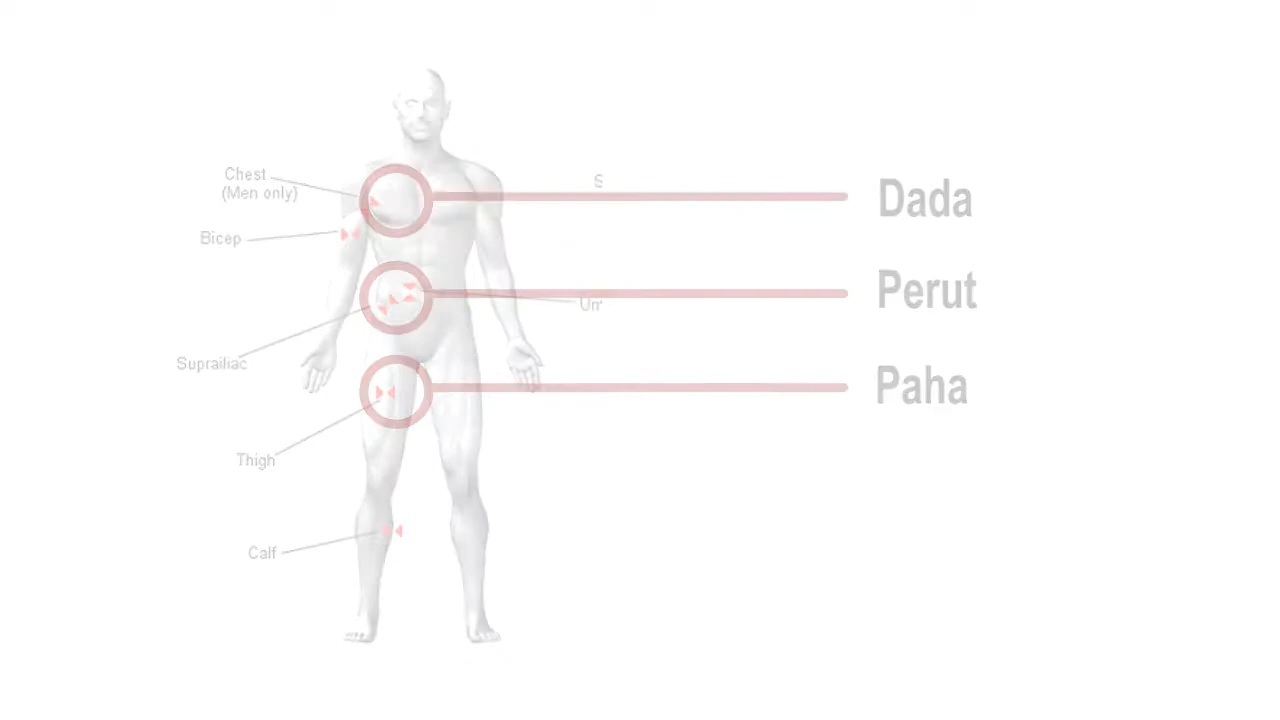 Chest
(Men only)
Bicep
Suprailiac
Thigh
Calf
Dada
Perut
Paha